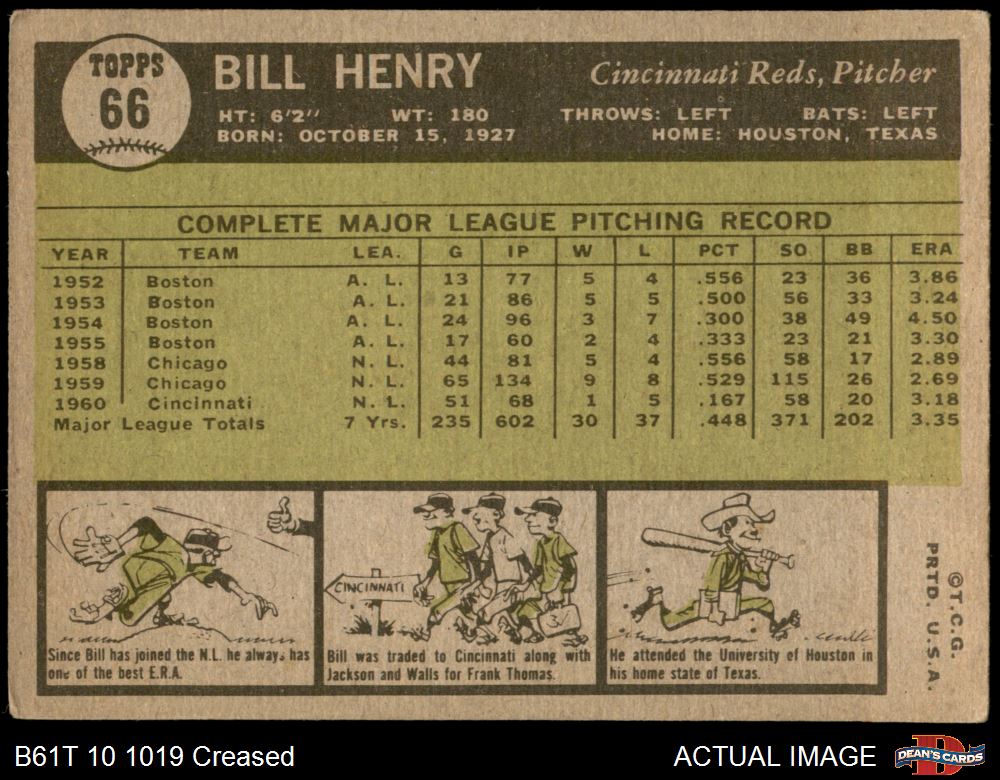 TOPPS
66
BILL HENRY
Cincinnati Reds, Pitcher
HT: 6'2" WT: 180 THROWS: LEFT BATS: LEFT
BORN: OCTOBER 15, 1927 HOME: HOUSTON, TEXAS
COMPLETE MAJOR LEAGUE PITCHING RECORD
YEAR TEAM LEA. G IP W L PCT SO BB ERA
1952 Boston A. L. 13 77 5 4 .556 23 36 3.86
1953 Boston A. L. 21 86 5 5 .500 56 33 3.24
1954 Boston A. L. 24 96 3 7 .300 38 49 4.50
1955 Boston A. L. 17 60 2 4 .333 23 21 3.30
1958 Chicago N. L. 44 81 5 4 .556 58 17 2.89
1959 Chicago N. L. 65 134 9 8 .529 115 26 2.69
1960 Cincinnati N. L. 51 68 1 5 .167 58 20 3.18
Major League Totals 7 Yrs. 235 602 30 37 .448 371 202 3.35
Since Bill has joined the N.L. he always has
one of the best E.R.A.
CINCINNATI
Bill was traded to Cincinnati along with
Jackson and Walls for Frank Thomas.
He attended the University of Houston in
his home state of Texas.
©T.C.G.
PRTD. U.S.A.
B61T 10 1019 Creased
ACTUAL IMAGE
DEAN'S CARDS